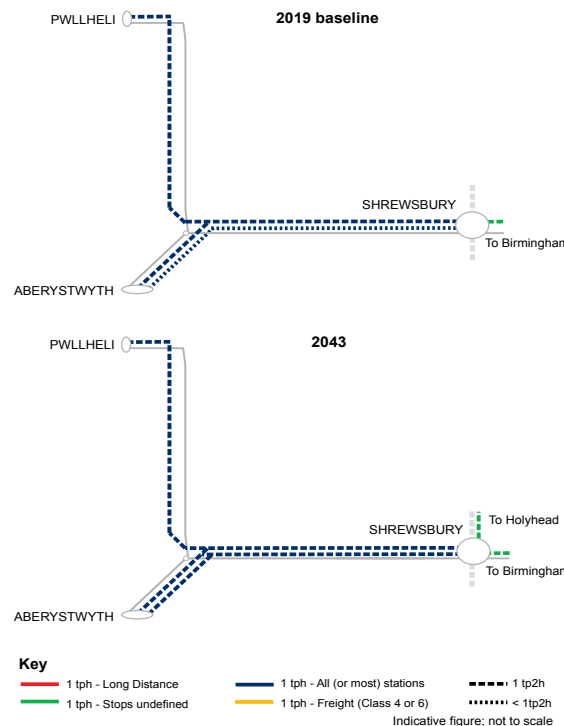 2019 baseline
PWLLHELI
SHREWSBURY
To Birmingham
ABERYSTWYTH
2043
PWLLHELI
To Holyhead
SHREWSBURY
To Birmingham
ABERYSTWYTH
Key
1 tph - Long Distance
1 tph - All (or most) stations
1 tp2h
1 tph - Stops undefined
1 tph - Freight (Class 4 or 6)
< 1tp2h
Indicative figure; not to scale